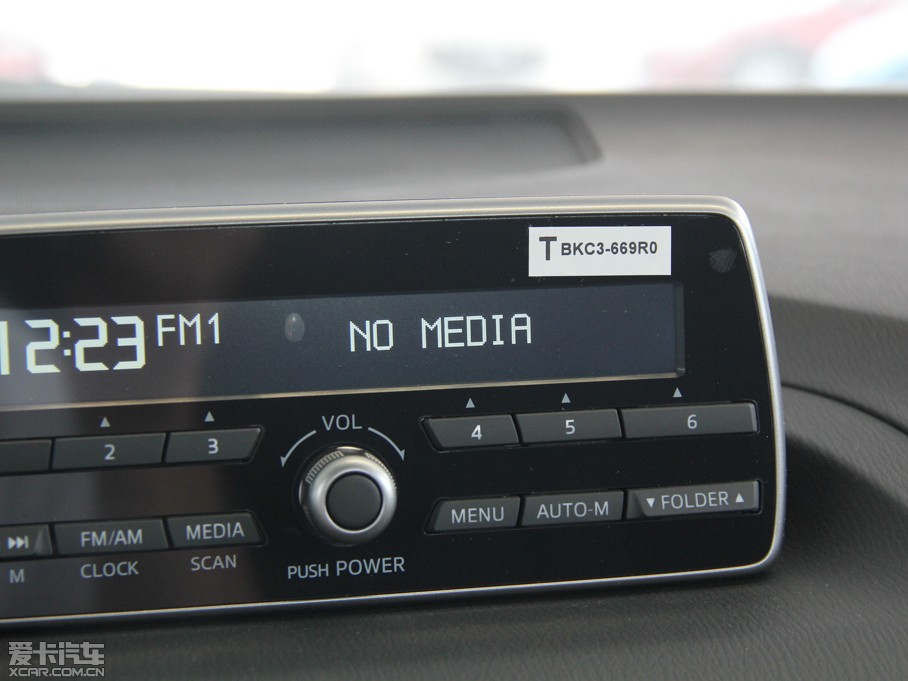 T BKC3-669R0
12:23 FM1 NO MEDIA
VOL
2 3 4 5 6
MENU AUTO-M FOLDER
FM/AM MEDIA
M CLOCK SCAN
PUSH POWER
爱卡汽车
XCAR.COM.CN